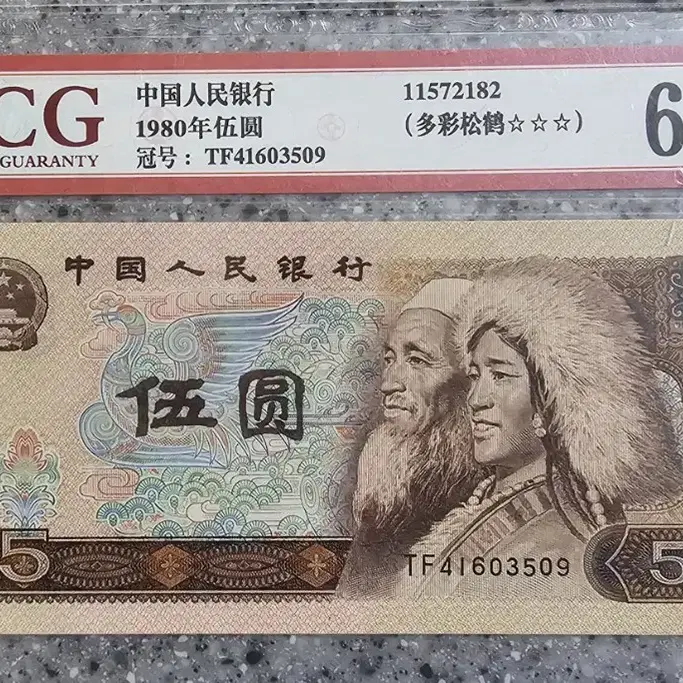 CG
GUARANTY
中国人民银行
1980年伍圆
冠号：TF41603509
11572182
（多彩松鹤☆☆☆）
6
中国人民银行
伍圆
TF41603509
5
5